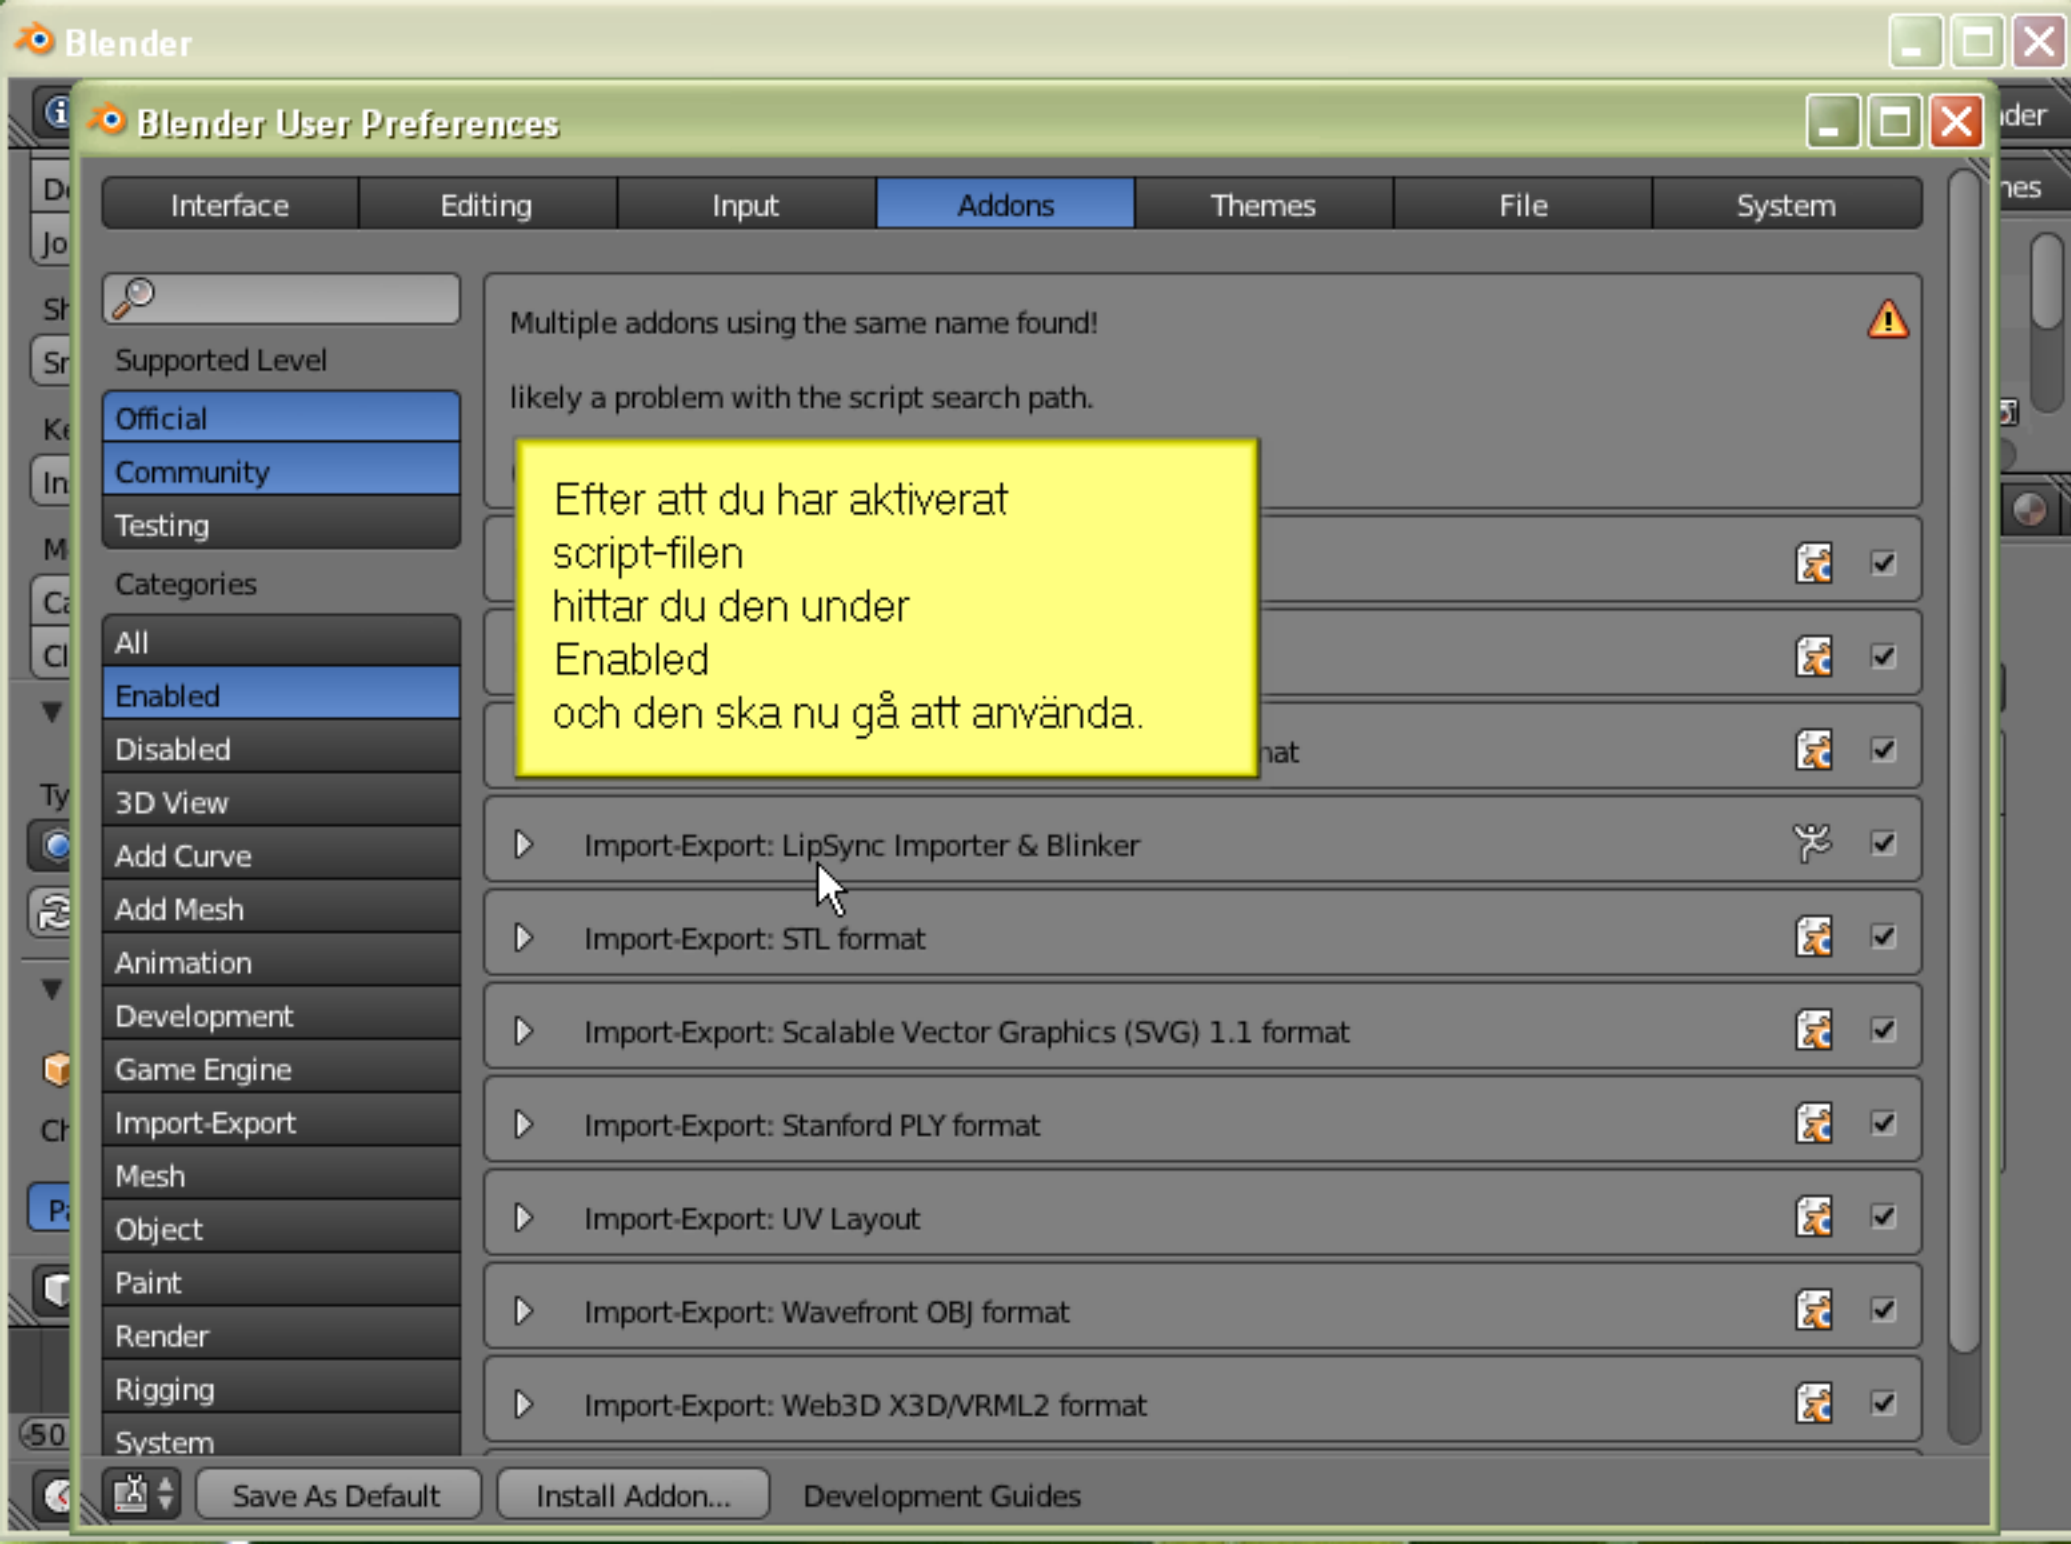 Blender
Blender User Preferences
Interface Editing Input Addons Themes File System
Supported Level
Official
Community
Testing
Categories
All
Enabled
Disabled
3D View
Add Curve
Add Mesh
Animation
Development
Game Engine
Import-Export
Mesh
Object
Paint
Render
Rigging
System
Multiple addons using the same name found!
likely a problem with the script search path.
Efter att du har aktiverat
script-filen
hittar du den under
Enabled
och den ska nu gå att använda.
Import-Export: LipSync Importer & Blinker
Import-Export: STL format
Import-Export: Scalable Vector Graphics (SVG) 1.1 format
Import-Export: Stanford PLY format
Import-Export: UV Layout
Import-Export: Wavefront OBJ format
Import-Export: Web3D X3D/VRML2 format
Save As Default Install Addon... Development Guides